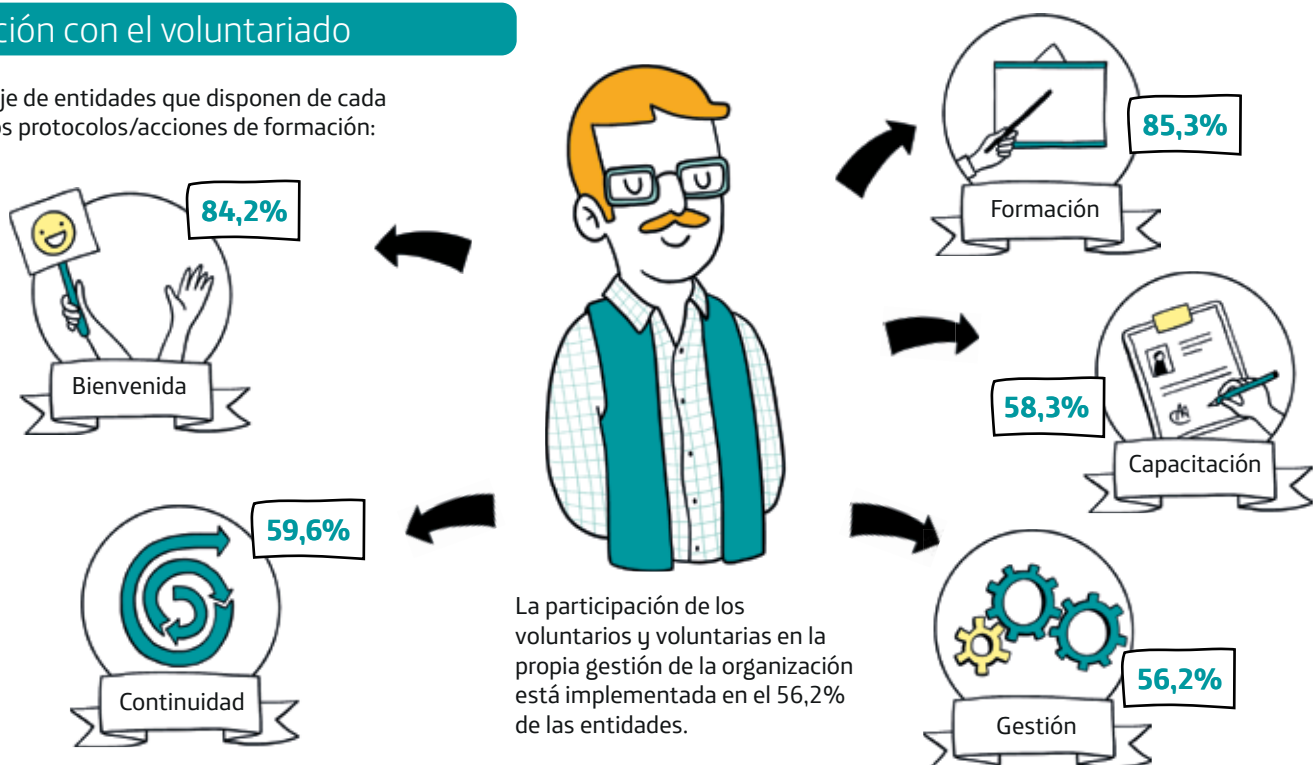 ción con el voluntariado
je de entidades que disponen de cada
os protocolos/acciones de formación:
84,2%
Bienvenida
59,6%
Continuidad
85,3%
Formación
58,3%
Capacitación
56,2%
Gestión
La participación de los
voluntarios y voluntarias en la
propia gestión de la organización
está implementada en el 56,2%
de las entidades.